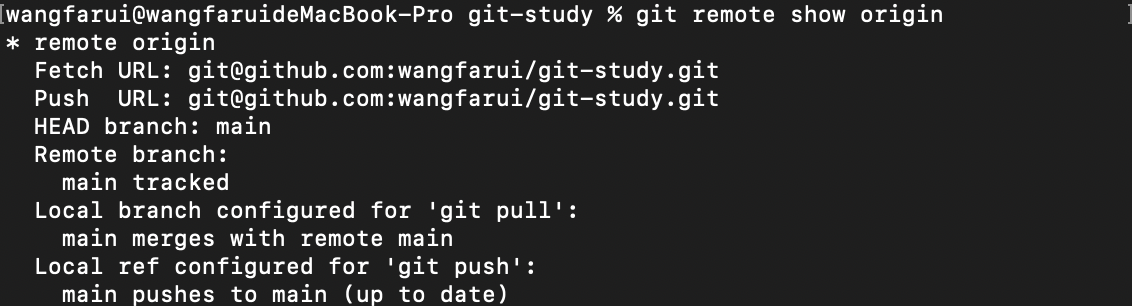 [wangfarui@wangfaruideMacBook-Pro git-study % git remote show origin ]
* remote origin
  Fetch URL: git@github.com:wangfarui/git-study.git
  Push  URL: git@github.com:wangfarui/git-study.git
  HEAD branch: main
  Remote branch:
    main tracked
  Local branch configured for 'git pull':
    main merges with remote main
  Local ref configured for 'git push':
    main pushes to main (up to date)